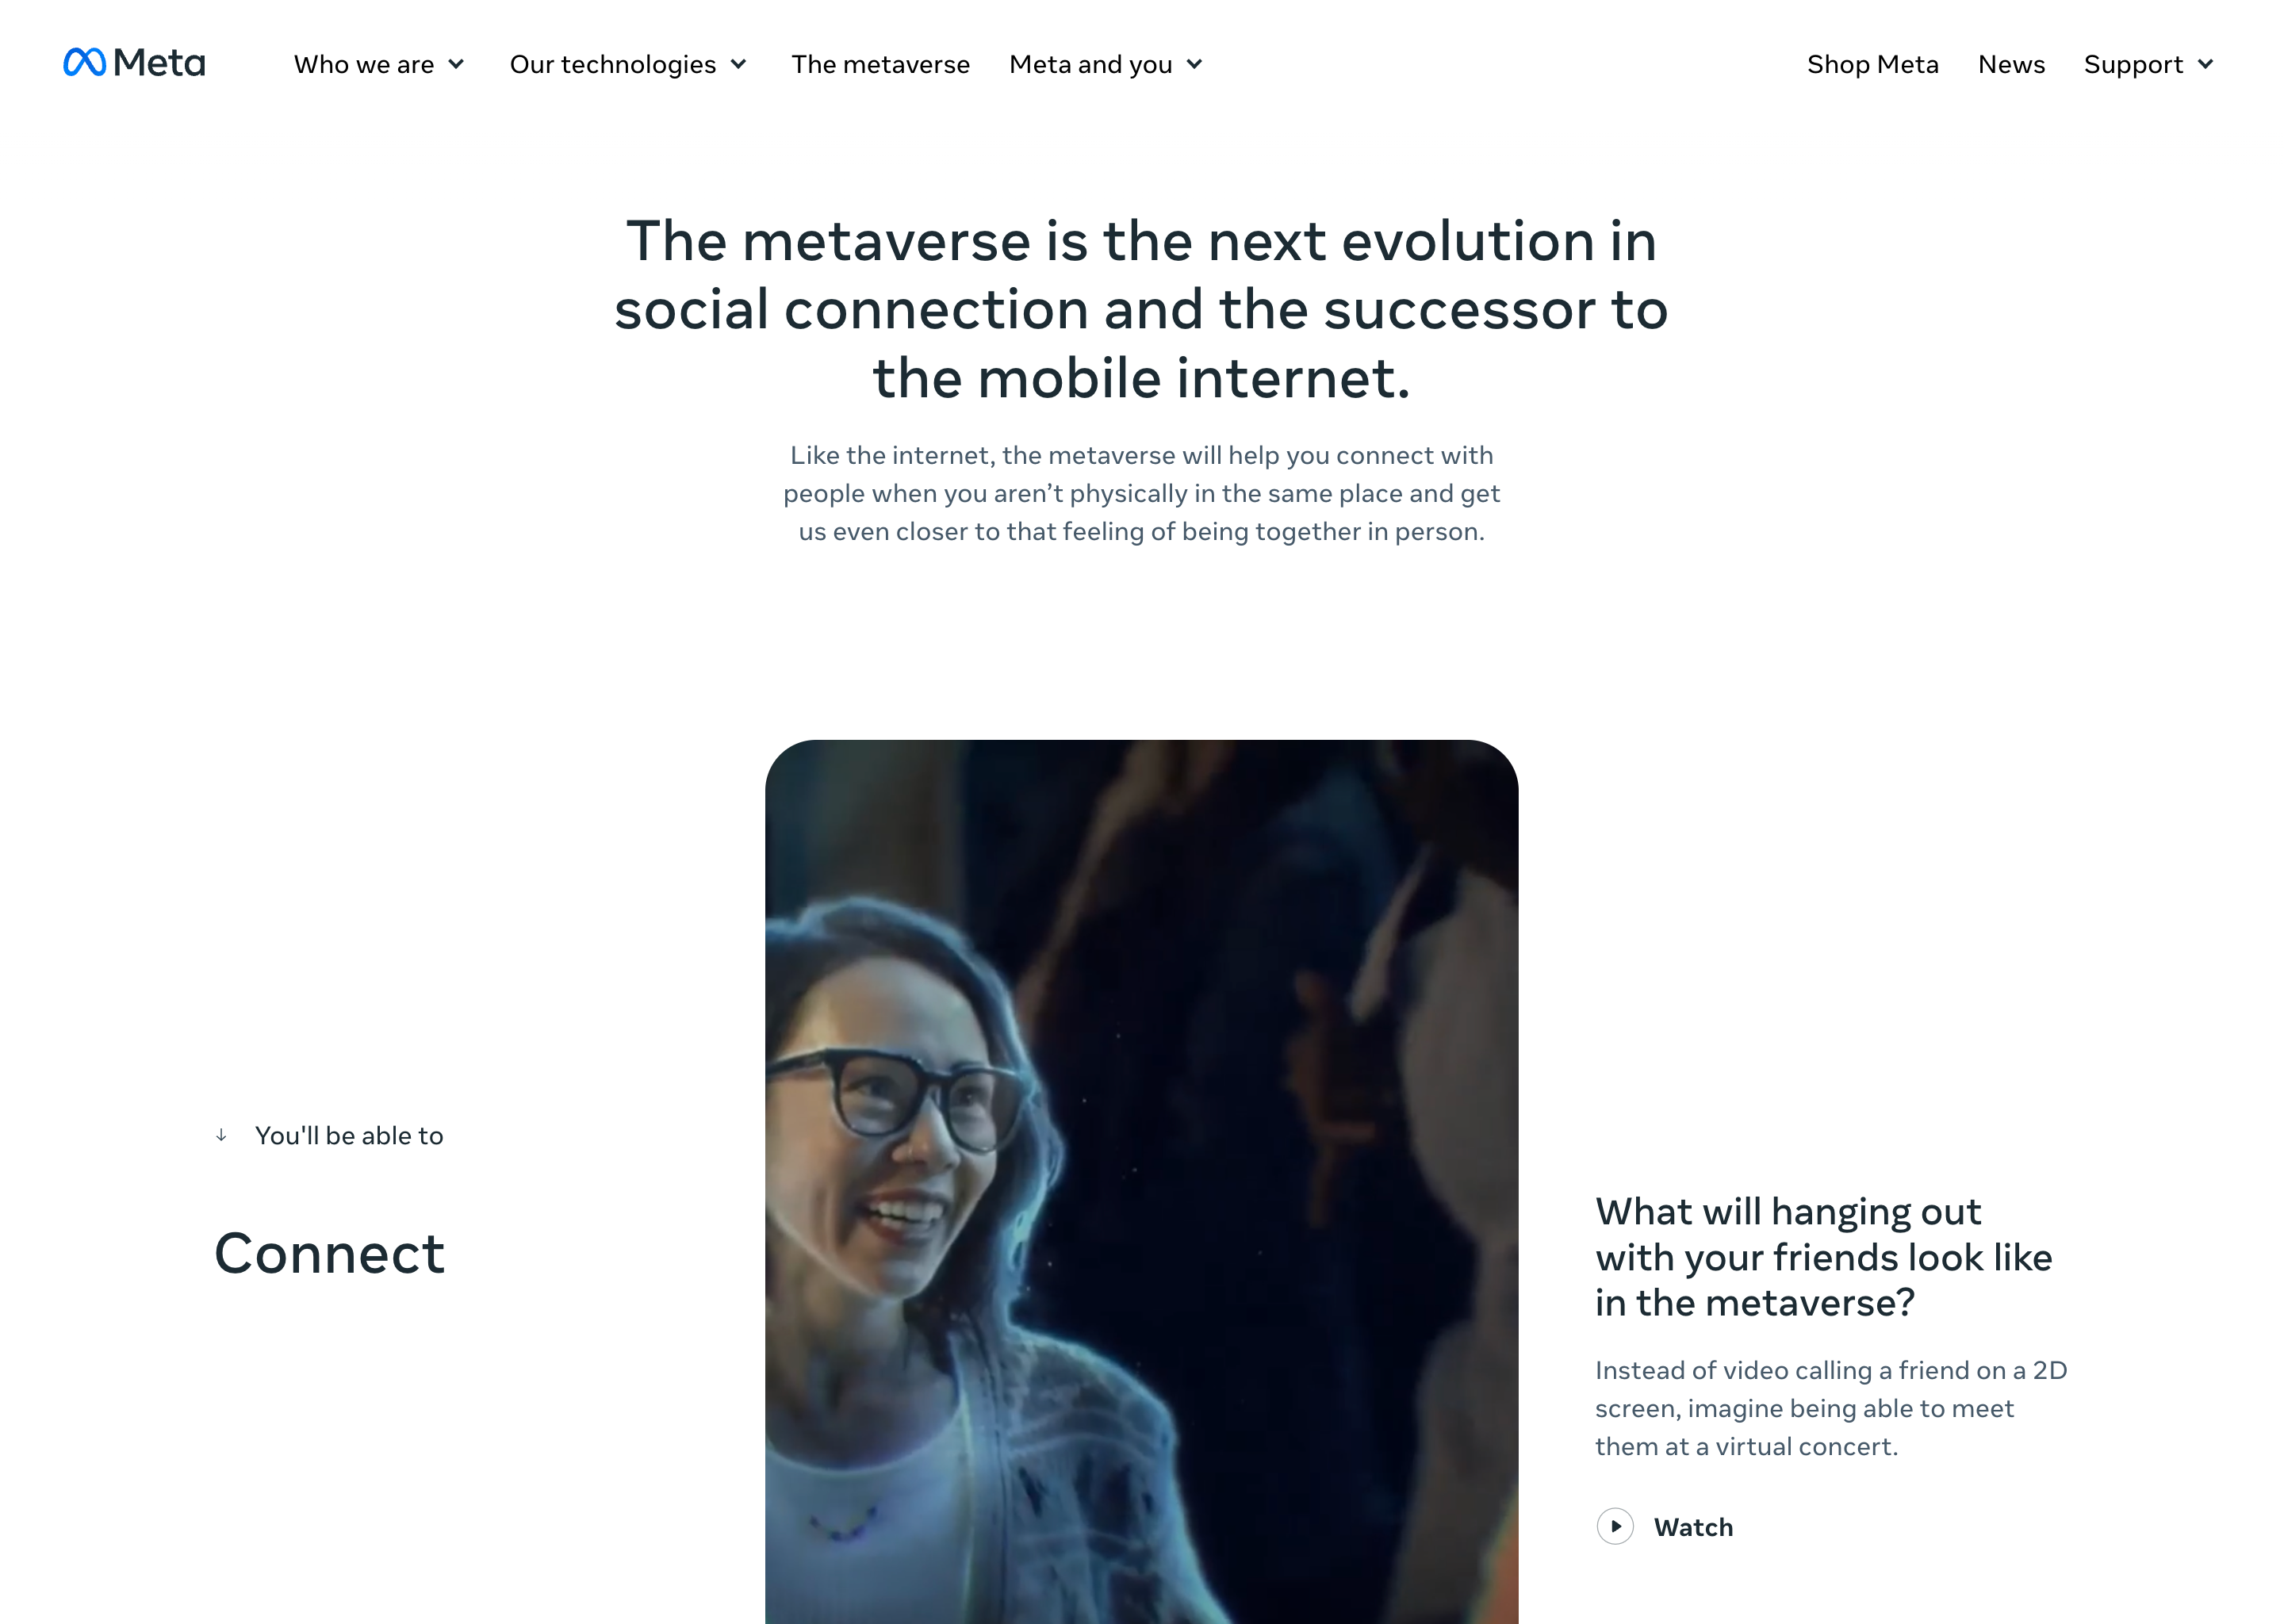 Meta
Who we are
Our technologies
The metaverse
Meta and you
Shop Meta
News
Support
The metaverse is the next evolution in
social connection and the successor to
the mobile internet.
Like the internet, the metaverse will help you connect with
people when you aren’t physically in the same place and get
us even closer to that feeling of being together in person.
You'll be able to
Connect
What will hanging out
with your friends look like
in the metaverse?
Instead of video calling a friend on a 2D
screen, imagine being able to meet
them at a virtual concert.
Watch